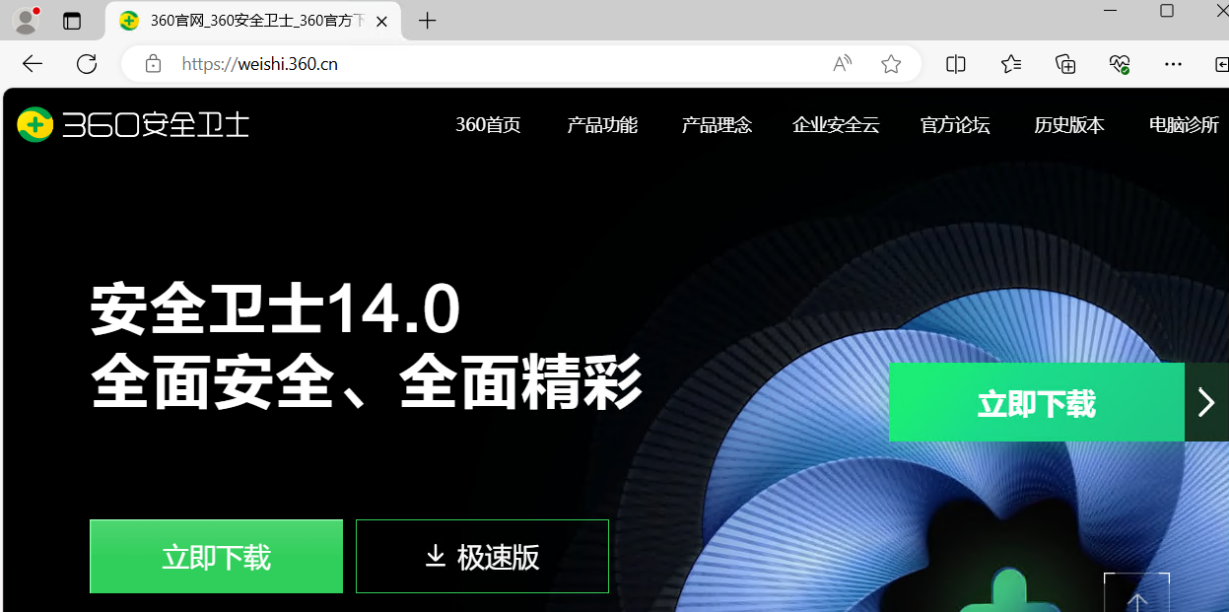 360官网_360安全卫士_360官方下
https://weishi.360.cn
360安全卫士
360首页 产品功能 产品理念 企业安全云 官方论坛 历史版本 电脑诊所
安全卫士14.0
全面安全、全面精彩
立即下载
立即下载
极速版